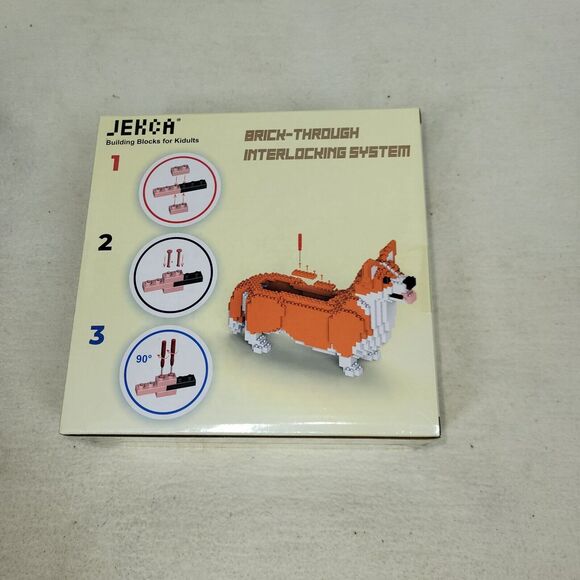 JEKCA®
Building Blocks for Kidults
BRICK-THROUGH
INTERLOCKING SYSTEM
1
2
3
90°